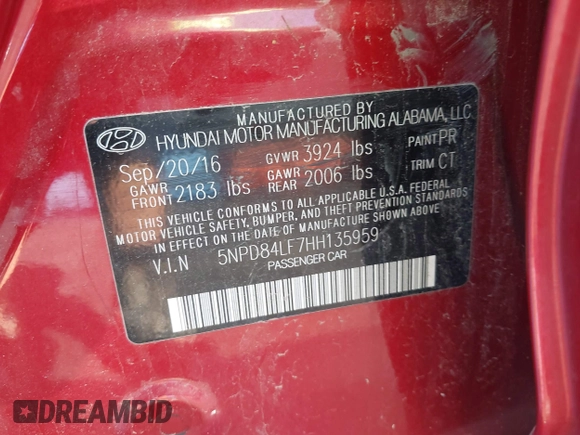 MANUFACTURED BY
HYUNDAI MOTOR MANUFACTURING ALABAMA, LLC
Sep/20/16 GVWR 3924 lbs PAINT PR
GAWR FRONT 2183 lbs GAWR REAR 2006 lbs TRIM CT
THIS VEHICLE CONFORMS TO ALL APPLICABLE U.S.A. FEDERAL
MOTOR VEHICLE SAFETY, BUMPER, AND THEFT PREVENTION STANDARDS
IN EFFECT ON THE DATE OF MANUFACTURE SHOWN ABOVE.
V.I.N 5NPD84LF7HH135959
PASSENGER CAR
DREAMBID